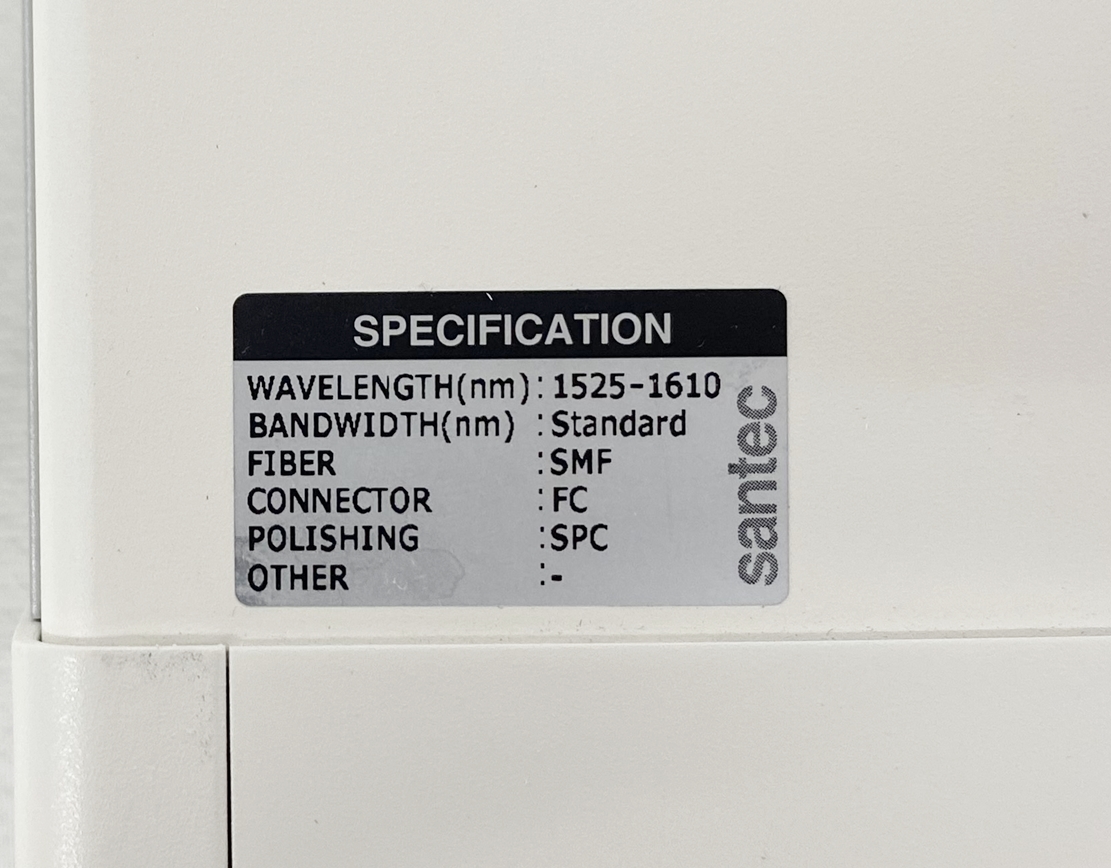 SPECIFICATION
WAVELENGTH(nm): 1525-1610
BANDWIDTH(nm) :Standard
FIBER :SMF
CONNECTOR :FC
POLISHING :SPC
OTHER :-
santec